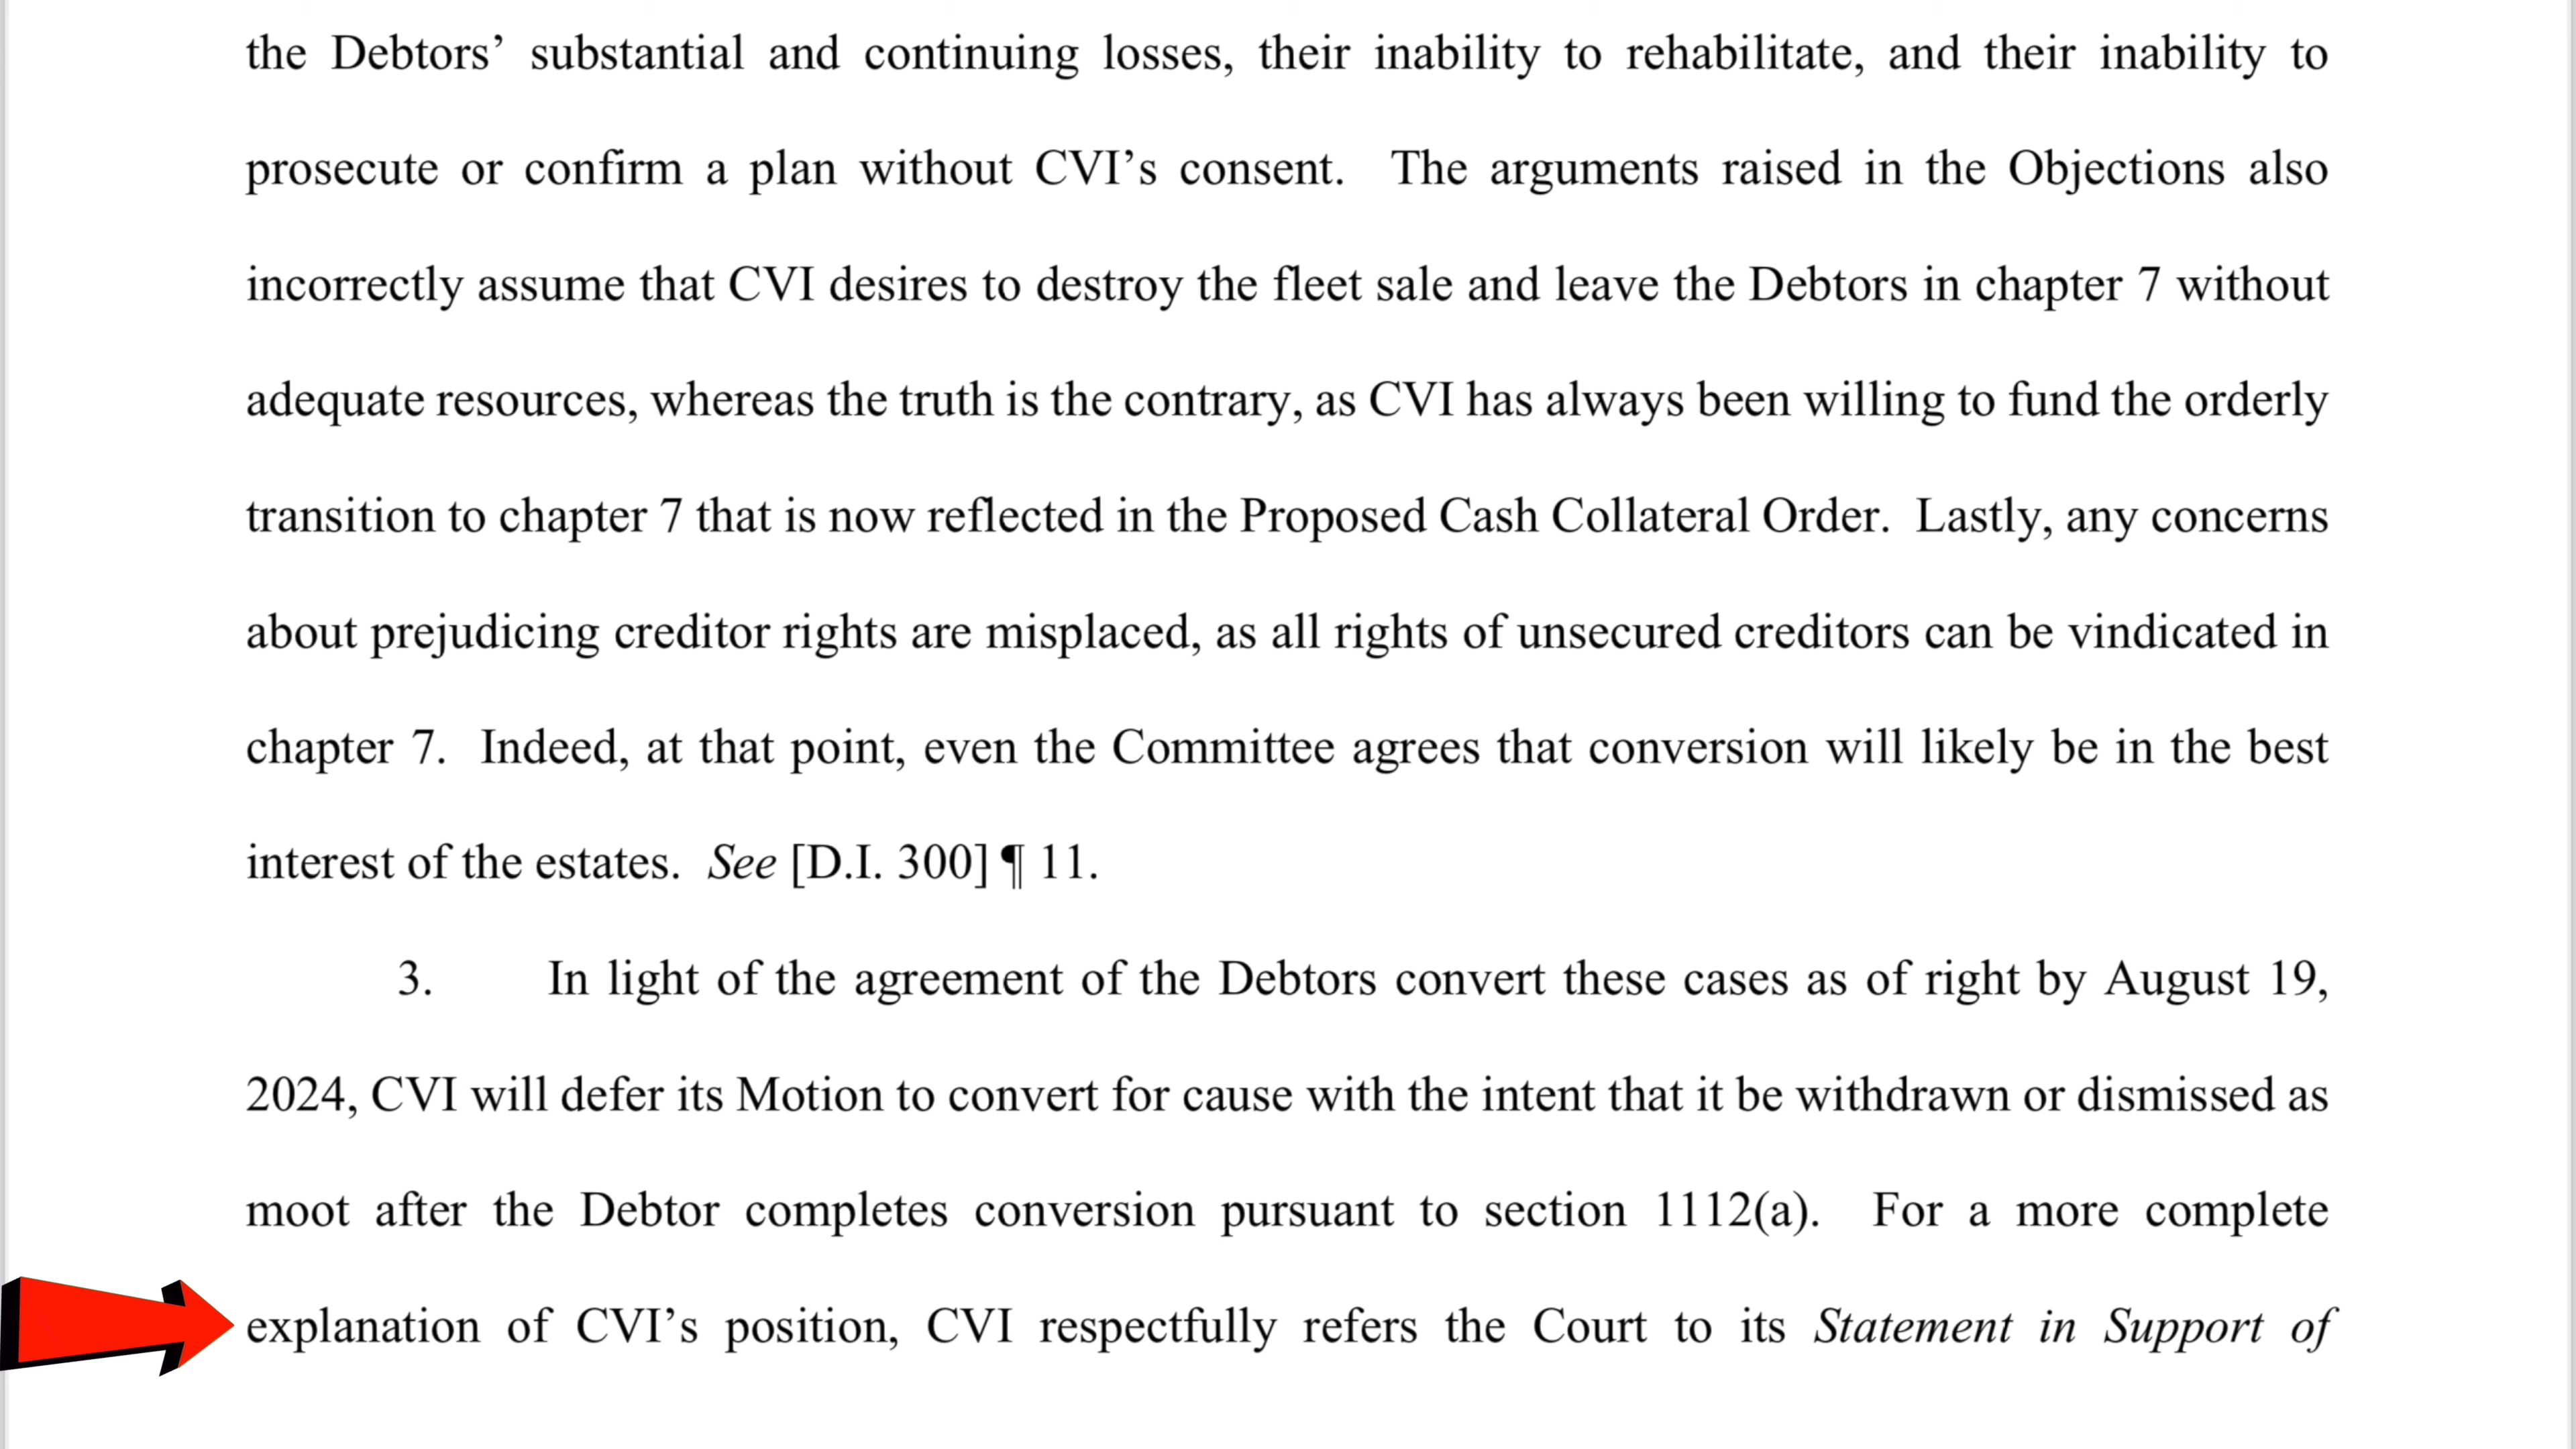 the Debtors’ substantial and continuing losses, their inability to rehabilitate, and their inability to
prosecute or confirm a plan without CVI’s consent. The arguments raised in the Objections also
incorrectly assume that CVI desires to destroy the fleet sale and leave the Debtors in chapter 7 without
adequate resources, whereas the truth is the contrary, as CVI has always been willing to fund the orderly
transition to chapter 7 that is now reflected in the Proposed Cash Collateral Order. Lastly, any concerns
about prejudicing creditor rights are misplaced, as all rights of unsecured creditors can be vindicated in
chapter 7. Indeed, at that point, even the Committee agrees that conversion will likely be in the best
interest of the estates. See [D.I. 300] ¶ 11.
3. In light of the agreement of the Debtors convert these cases as of right by August 19,
2024, CVI will defer its Motion to convert for cause with the intent that it be withdrawn or dismissed as
moot after the Debtor completes conversion pursuant to section 1112(a). For a more complete
explanation of CVI’s position, CVI respectfully refers the Court to its Statement in Support of